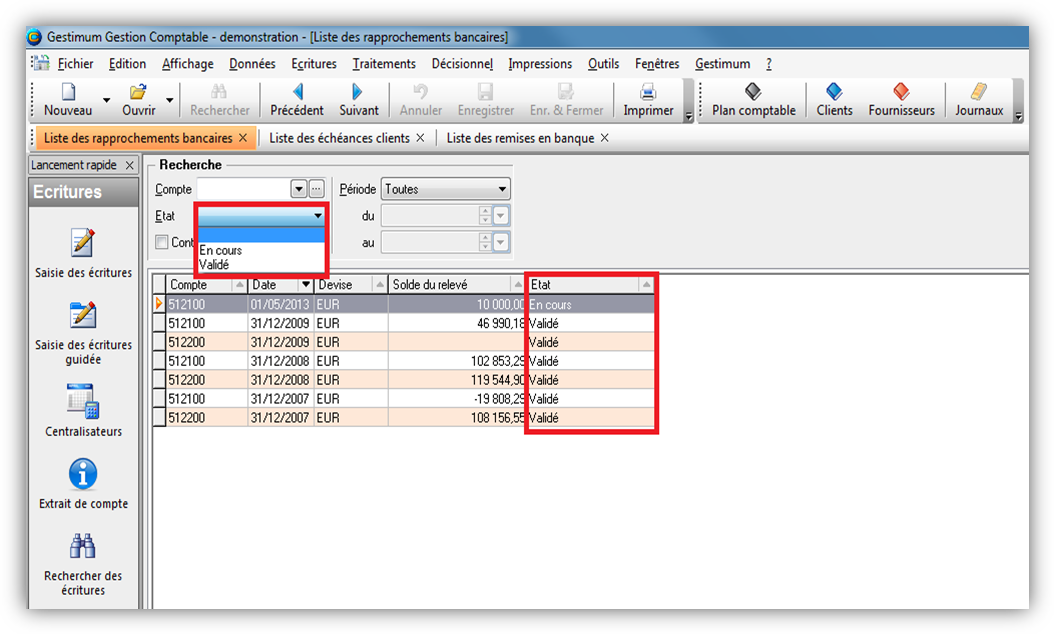 Gestimum Gestion Comptable - demonstration - [Liste des rapprochements bancaires]
Fichier Edition Affichage Données Ecritures Traitements Décisionnel Impressions Outils Fenêtres Gestimum ?
Nouveau Ouvrir Rechercher Précédent Suivant Annuler Enregistrer Enr. & Fermer Imprimer Plan comptable Clients Fournisseurs Journaux
Liste des rapprochements bancaires Liste des échéances clients Liste des remises en banque
Lancement rapide
Ecritures
Saisie des écritures
Saisie des écritures
guidée
Centralisateurs
Extrait de compte
Rechercher des
écritures
Recherche
Compte Période Toutes
Etat du
Cont au
En cours
Validé
Compte Date Devise Solde du relevé Etat
512100 01/05/2013 EUR 10 000,00 En cours
512100 31/12/2009 EUR 46 990,18 Validé
512200 31/12/2009 EUR Validé
512100 31/12/2008 EUR 102 853,29 Validé
512200 31/12/2008 EUR 119 544,90 Validé
512100 31/12/2007 EUR -19 808,29 Validé
512200 31/12/2007 EUR 108 156,55 Validé